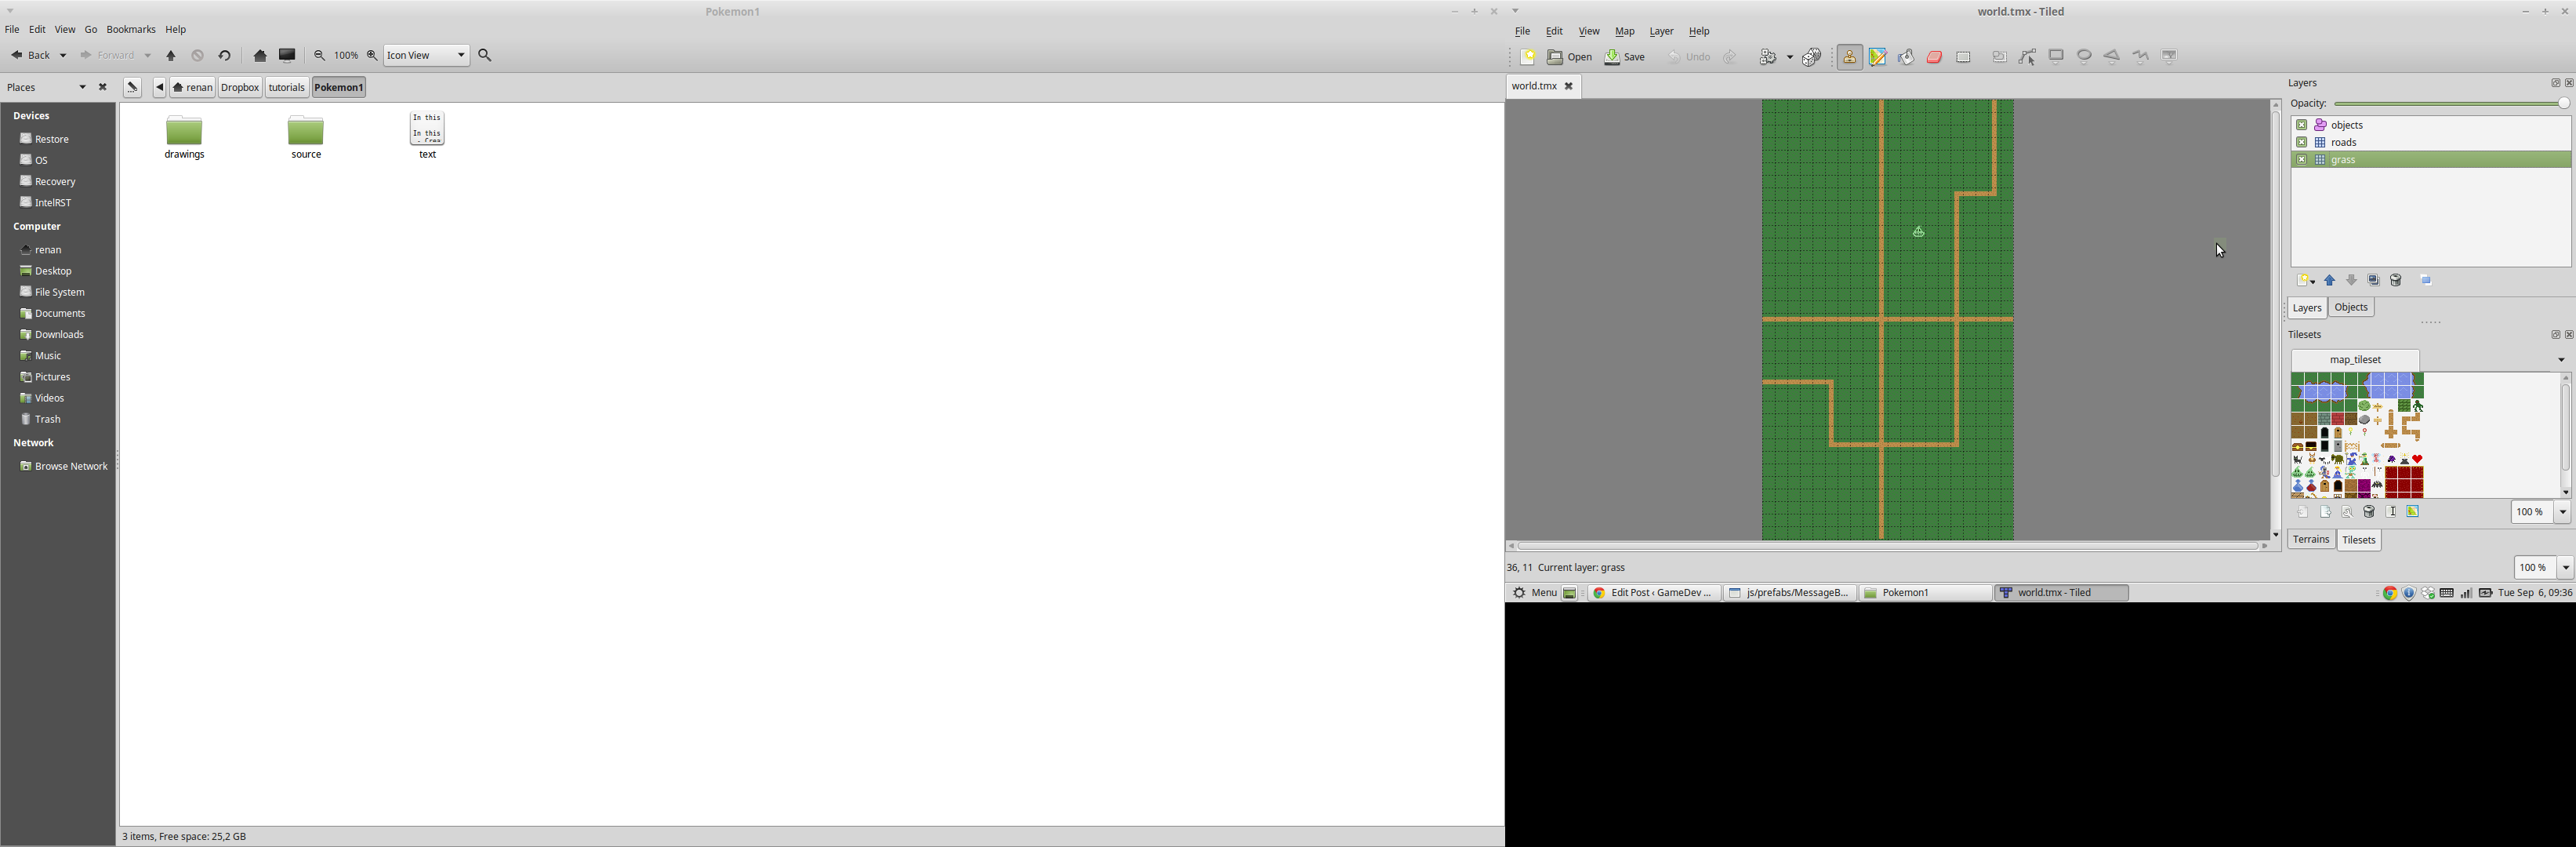 Pokemon1
File Edit View Go Bookmarks Help
Back Forward 100% Icon View
Places renan Dropbox tutorials Pokemon1
Devices
Restore
OS
Recovery
IntelRST
Computer
renan
Desktop
File System
Documents
Downloads
Music
Pictures
Videos
Trash
Network
Browse Network
drawings source text
In this
In this
3 items, Free space: 25,2 GB
world.tmx - Tiled
File Edit View Map Layer Help
Open Save Undo
world.tmx
Layers
Opacity:
objects
roads
grass
Layers Objects
Tilesets
map_tileset
100 %
Terrains Tilesets
36, 11 Current layer: grass
100 %
Menu Edit Post ‹ GameDev ... js/prefabs/MessageB... Pokemon1 world.tmx - Tiled Tue Sep 6, 09:36